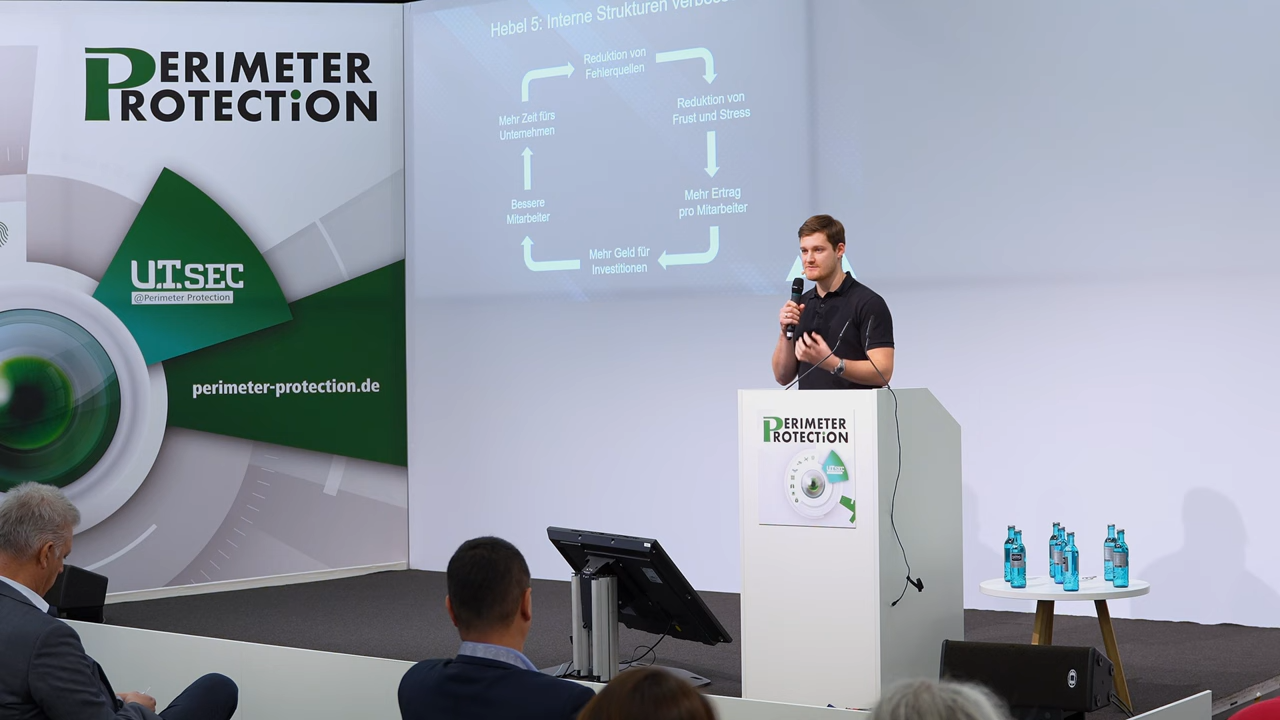 PERIMETER
PROTECTiON
U.T.SEC
@Perimeter Protection
perimeter-protection.de
Hebel 5: Interne Strukturen
Reduktion von
Fehlerquellen
Reduktion von
Frust und Stress
Mehr Ertrag
pro Mitarbeiter
Mehr Geld für
Investitionen
Bessere
Mitarbeiter
Mehr Zeit fürs
Unternehmen
PERIMETER
PROTECTiON
U.T.SEC